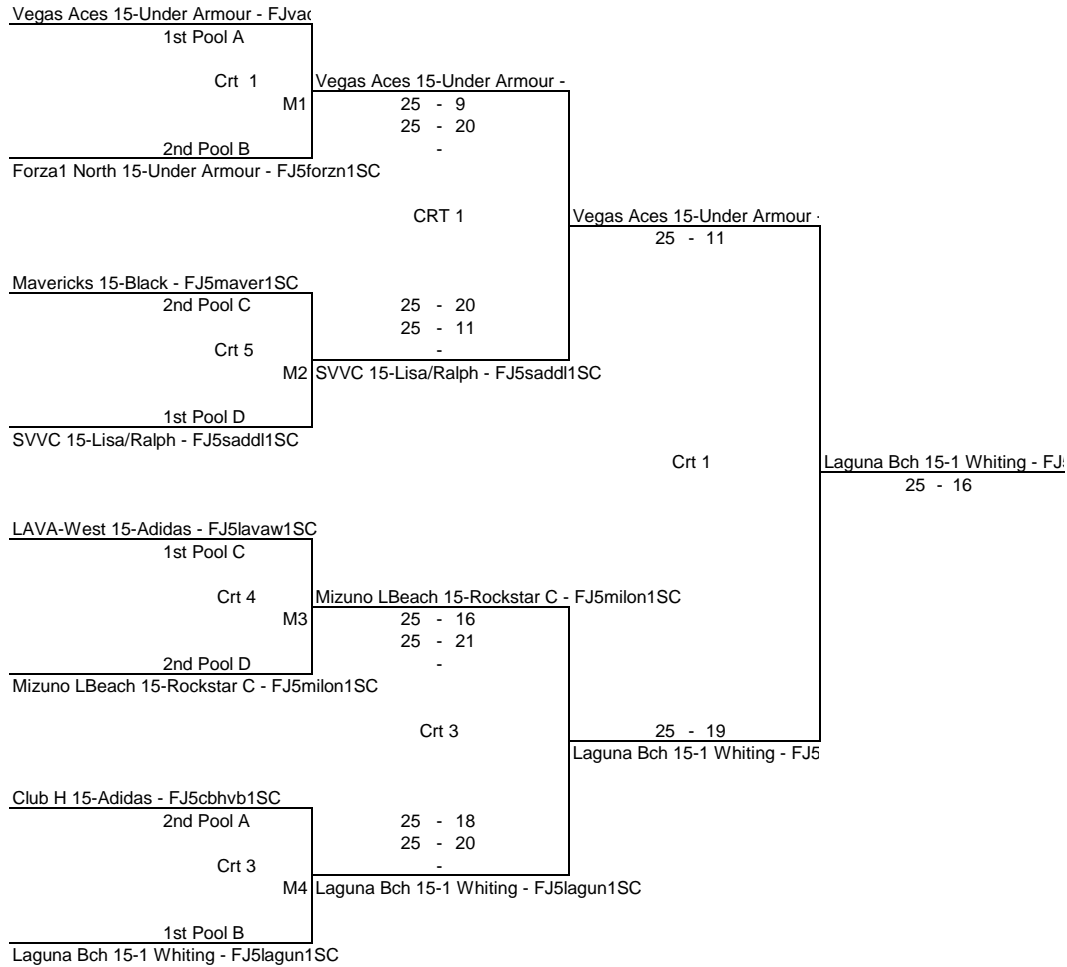 Vegas Aces 15-Under Armour - FJvac
1st Pool A
Crt 1
Vegas Aces 15-Under Armour -
M1
25 - 9
25 - 20
2nd Pool B
-
Forza1 North 15-Under Armour - FJ5forzn1SC
CRT 1
Vegas Aces 15-Under Armour -
25 - 11
Mavericks 15-Black - FJ5maver1SC
2nd Pool C
25 - 20
25 - 11
Crt 5
-
M2
SVVC 15-Lisa/Ralph - FJ5saddl1SC
1st Pool D
SVVC 15-Lisa/Ralph - FJ5saddl1SC
Crt 1
Laguna Bch 15-1 Whiting - FJ5
25 - 16
LAVA-West 15-Adidas - FJ5lavaw1SC
1st Pool C
Crt 4
Mizuno LBeach 15-Rockstar C - FJ5milon1SC
M3
25 - 16
25 - 21
2nd Pool D
-
Mizuno LBeach 15-Rockstar C - FJ5milon1SC
Crt 3
25 - 19
Laguna Bch 15-1 Whiting - FJ5
Club H 15-Adidas - FJ5cbhvb1SC
2nd Pool A
25 - 18
25 - 20
Crt 3
-
M4
Laguna Bch 15-1 Whiting - FJ5lagun1SC
1st Pool B
Laguna Bch 15-1 Whiting - FJ5lagun1SC